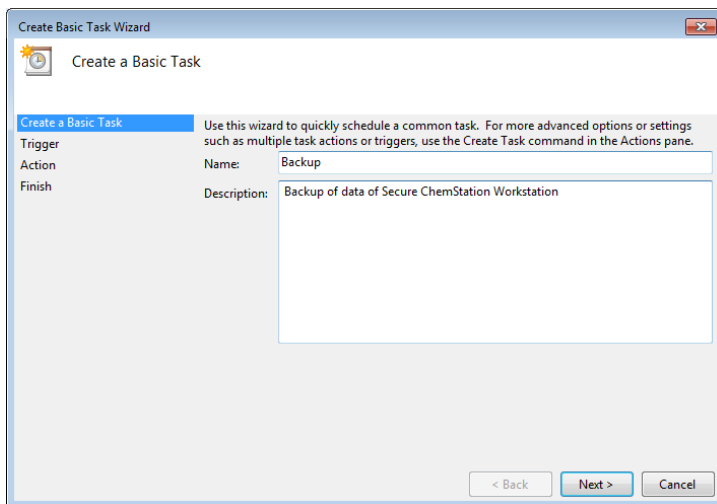 Create Basic Task Wizard
Create a Basic Task
Create a Basic Task
Use this wizard to quickly schedule a common task. For more advanced options or settings
such as multiple task actions or triggers, use the Create Task command in the Actions pane.
Trigger
Action
Finish
Name:
Backup
Description:
Backup of data of Secure ChemStation Workstation
< Back
Next >
Cancel